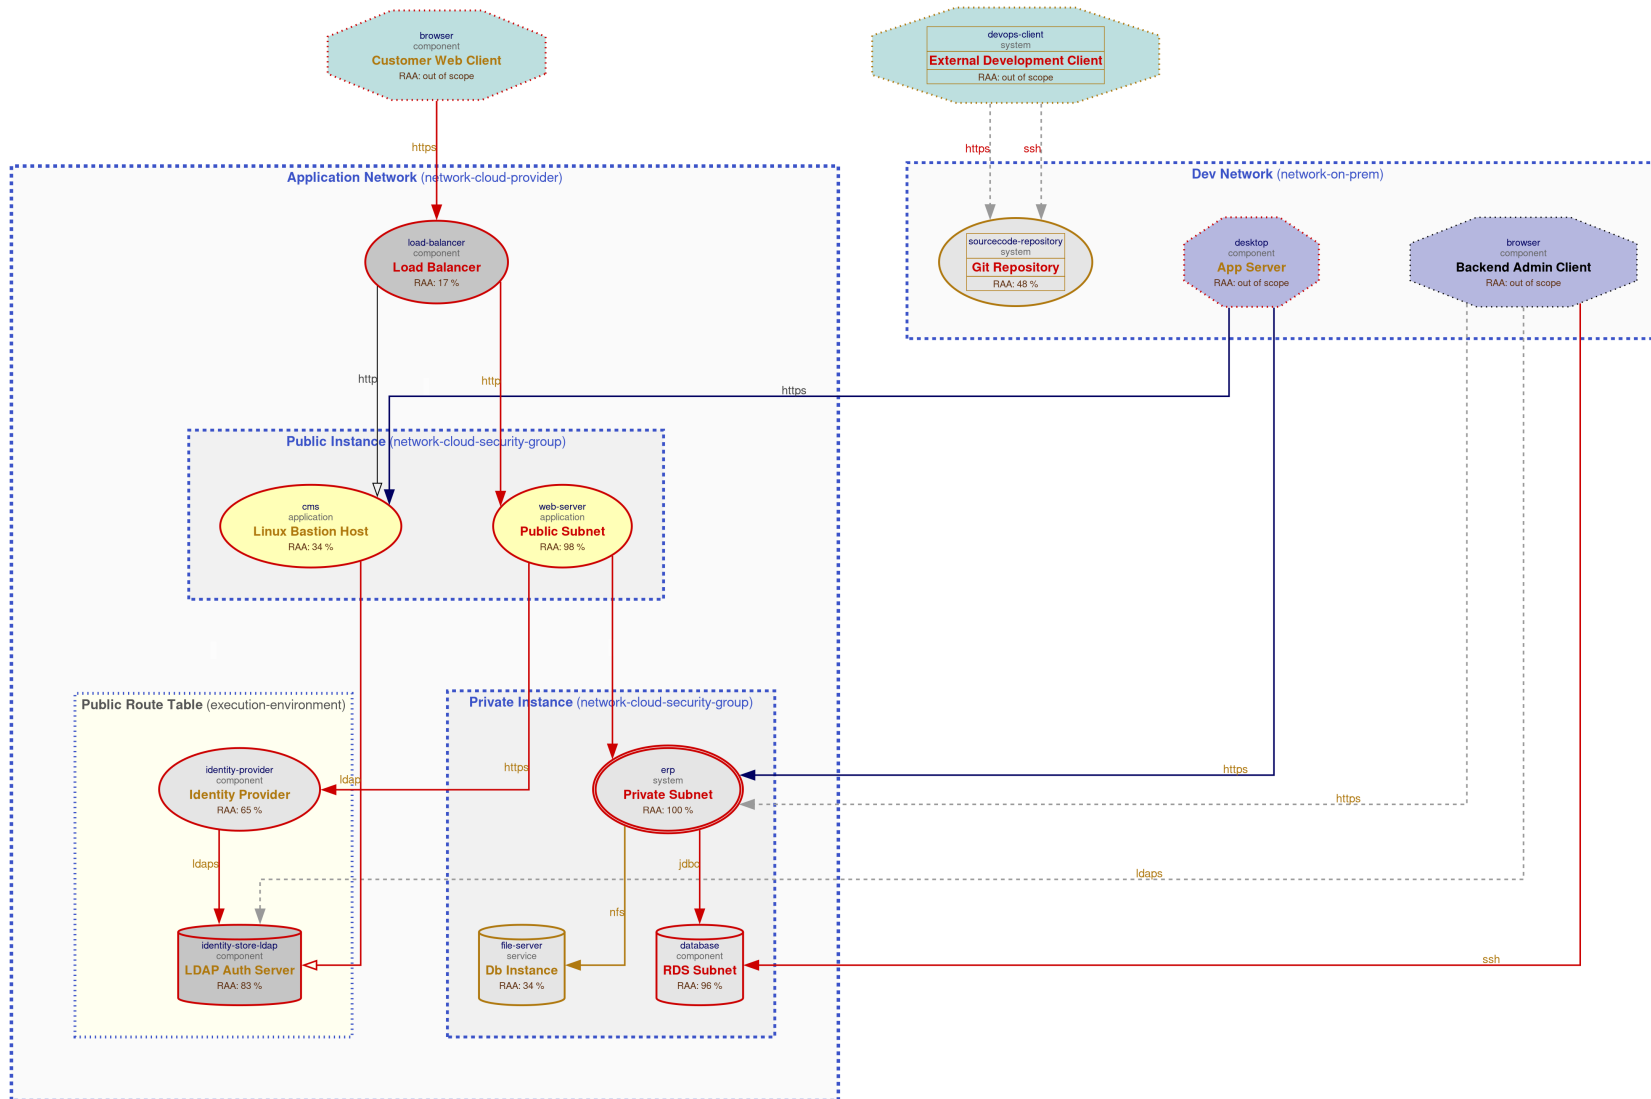 browser
component
Customer Web Client
RAA: out of scope
devops-client
system
External Development Client
RAA: out of scope
https
https
ssh
Application Network (network-cloud-provider)
Dev Network (network-on-prem)
load-balancer
component
Load Balancer
RAA: 17 %
sourcecode-repository
system
Git Repository
RAA: 48 %
desktop
component
App Server
RAA: out of scope
browser
component
Backend Admin Client
RAA: out of scope
http
http
https
Public Instance (network-cloud-security-group)
cms
application
Linux Bastion Host
RAA: 34 %
web-server
application
Public Subnet
RAA: 98 %
Public Route Table (execution-environment)
Private Instance (network-cloud-security-group)
identity-provider
component
Identity Provider
RAA: 65 %
ldap
https
erp
system
Private Subnet
RAA: 100 %
https
https
ldaps
jdbc
ldaps
nfs
identity-store-ldap
component
LDAP Auth Server
RAA: 83 %
file-server
service
Db Instance
RAA: 34 %
database
component
RDS Subnet
RAA: 96 %
ssh